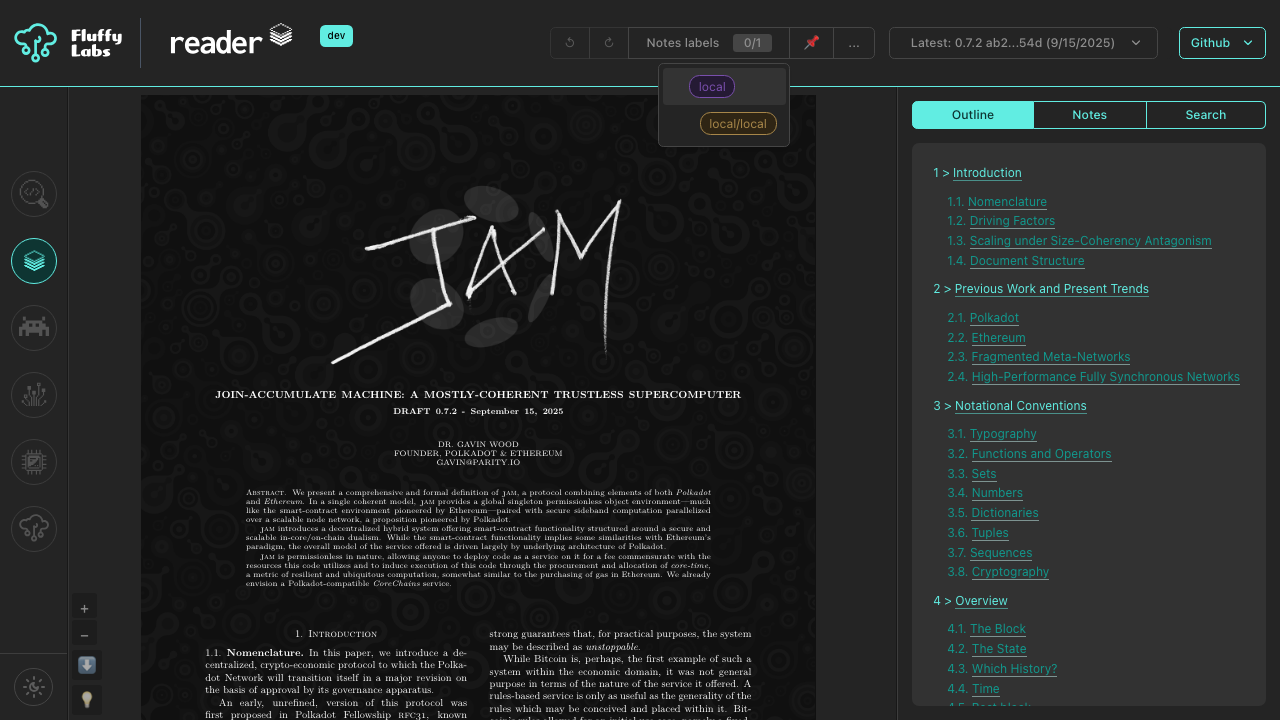 Fluffy
Labs
reader
dev
Notes labels 0/1
...
Latest: 0.7.2 ab2...54d (9/15/2025)
Github
local
local/local
Outline
Notes
Search
JAM
JOIN-ACCUMULATE MACHINE: A MOSTLY-COHERENT TRUSTLESS SUPERCOMPUTER
DRAFT 0.7.2 - September 15, 2025
DR. GAVIN WOOD
FOUNDER, POLKADOT & ETHEREUM
GAVIN@PARITY.IO
Abstract. We present a comprehensive and formal definition of JAM, a protocol combining elements of both Polkadot
and Ethereum. In a single coherent model, JAM provides a global singleton permissionless object environment—much
like the smart-contract environment pioneered by Ethereum—paired with secure sideband computation parallelized
over a scalable node network, a proposition pioneered by Polkadot.
JAM introduces a decentralized hybrid system offering smart-contract functionality structured around a secure and
scalable in-core/on-chain dualism. While the smart-contract functionality implies some similarities with Ethereum's
paradigm, the overall model of the service offered is driven largely by underlying architecture of Polkadot.
JAM is permissionless in nature, allowing anyone to deploy code as a service on it for a fee commensurate with the
resources this code utilizes and to induce execution of this code through the procurement and allocation of core-time,
a metric of resilient and ubiquitous computation, somewhat similar to the purchasing of gas in Ethereum. We already
envision a Polkadot-compatible CoreChains service.
1. Introduction
1.1. Nomenclature. In this paper, we introduce a de-
centralized, crypto-economic protocol to which the Polka-
dot Network will transition itself in a major revision on
the basis of approval by its governance apparatus.
An early, unrefined, version of this protocol was
first proposed in Polkadot Fellowship RFC31, known
strong guarantees that, for practical purposes, the system
may be described as unstoppable.
While Bitcoin is, perhaps, the first example of such a
system within the economic domain, it was not general
purpose in terms of the nature of the service it offered. A
rules-based service is only as useful as the generality of the
rules which may be conceived and placed within it. Bit-
1 > Introduction
1.1. Nomenclature
1.2. Driving Factors
1.3. Scaling under Size-Coherency Antagonism
1.4. Document Structure
2 > Previous Work and Present Trends
2.1. Polkadot
2.2. Ethereum
2.3. Fragmented Meta-Networks
2.4. High-Performance Fully Synchronous Networks
3 > Notational Conventions
3.1. Typography
3.2. Functions and Operators
3.3. Sets
3.4. Numbers
3.5. Dictionaries
3.6. Tuples
3.7. Sequences
3.8. Cryptography
4 > Overview
4.1. The Block
4.2. The State
4.3. Which History?
4.4. Time
+
−